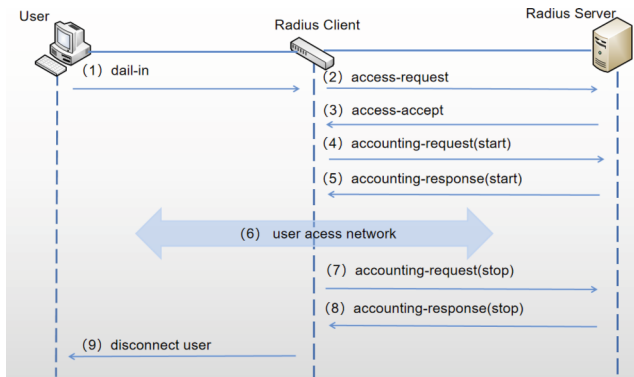 User
Radius Client
Radius Server
(1) dail-in
(2) access-request
(3) access-accept
(4) accounting-request(start)
(5) accounting-response(start)
(6) user acess network
(7) accounting-request(stop)
(8) accounting-response(stop)
(9) disconnect user